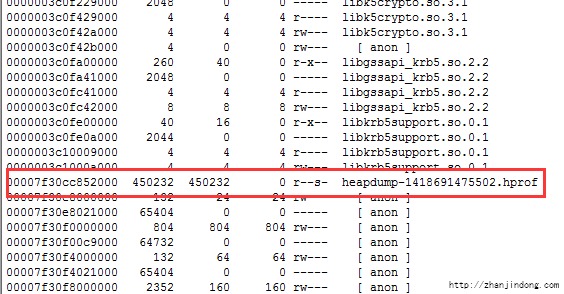 0000003c0f229000 2048 0 0 ----- libk5crypto.so.3.1
0000003c0f429000 4 4 4 r---- libk5crypto.so.3.1
0000003c0f42a000 4 4 4 rw--- libk5crypto.so.3.1
0000003c0f42b000 4 0 0 rw--- [ anon ]
0000003c0fa00000 260 40 0 r-x-- libgssapi_krb5.so.2.2
0000003c0fa41000 2048 0 0 ----- libgssapi_krb5.so.2.2
0000003c0fc41000 4 4 4 r---- libgssapi_krb5.so.2.2
0000003c0fc42000 8 8 8 rw--- libgssapi_krb5.so.2.2
0000003c0fe00000 40 16 0 r-x-- libkrb5support.so.0.1
0000003c0fe0a000 2044 0 0 ----- libkrb5support.so.0.1
0000003c10009000 4 4 4 r---- libkrb5support.so.0.1
0000003c1000a000 4 4 4 rw--- libkrb5support.so.0.1
00007f30cc852000 450232 450232 0 r--s- heapdump-1418691475502.hprof
00007f30e8000000 132 24 24 rw--- [ anon ]
00007f30e8021000 65404 0 0 ----- [ anon ]
00007f30f0000000 804 804 804 rw--- [ anon ]
00007f30f00c9000 64732 0 0 ----- [ anon ]
00007f30f4000000 132 64 64 rw--- [ anon ]
00007f30f4021000 65404 0 0 ----- [ anon ]
00007f30f8000000 2352 160 160 rw--- [ anon ]
http://zhanjindong.com